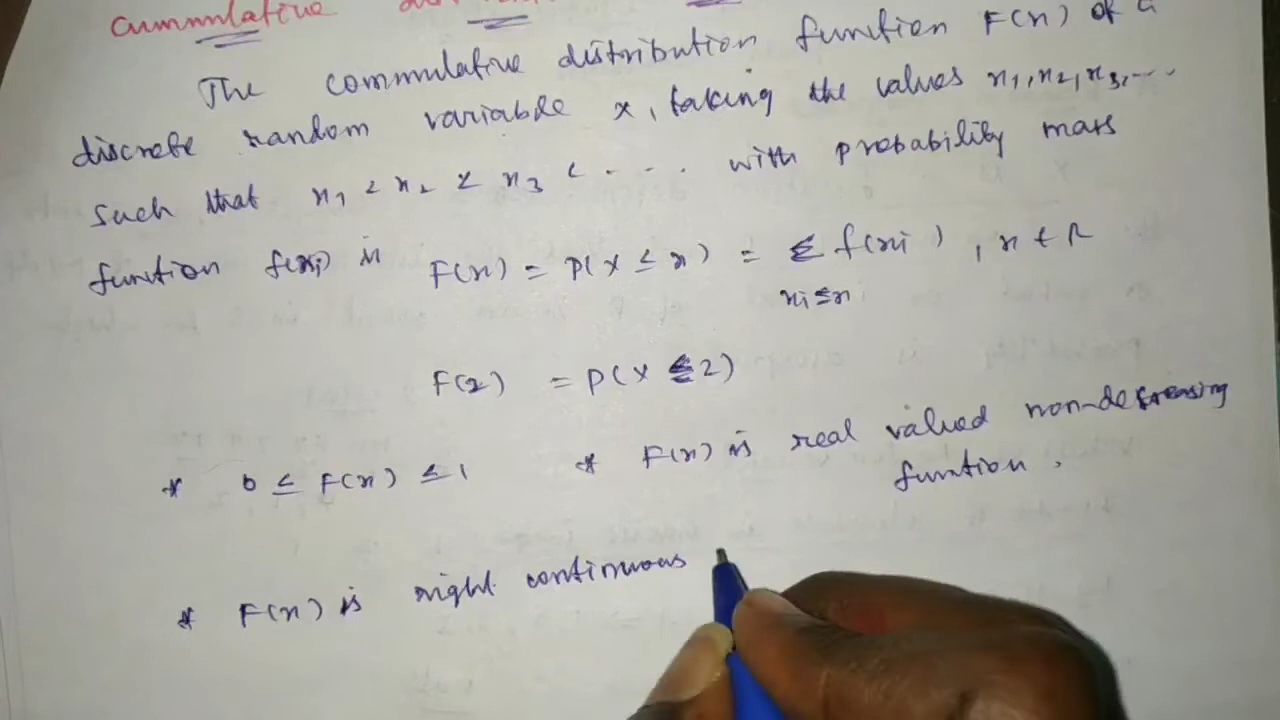 Cummulative
The commulative distribution function F(x) of a
discrete random variable X, taking the values x1, x2, x3, ...
such that x1 < x2 < x3 < .... with probability mass
function f(xi) is F(x) = P(X ≤ x) = Σ f(xi), x ∈ R
xi ≤ x
F(2) = P(X ≤ 2)
* 0 ≤ F(x) ≤ 1 * F(x) is real valued non-decreasing
function.
* F(x) is right continuous